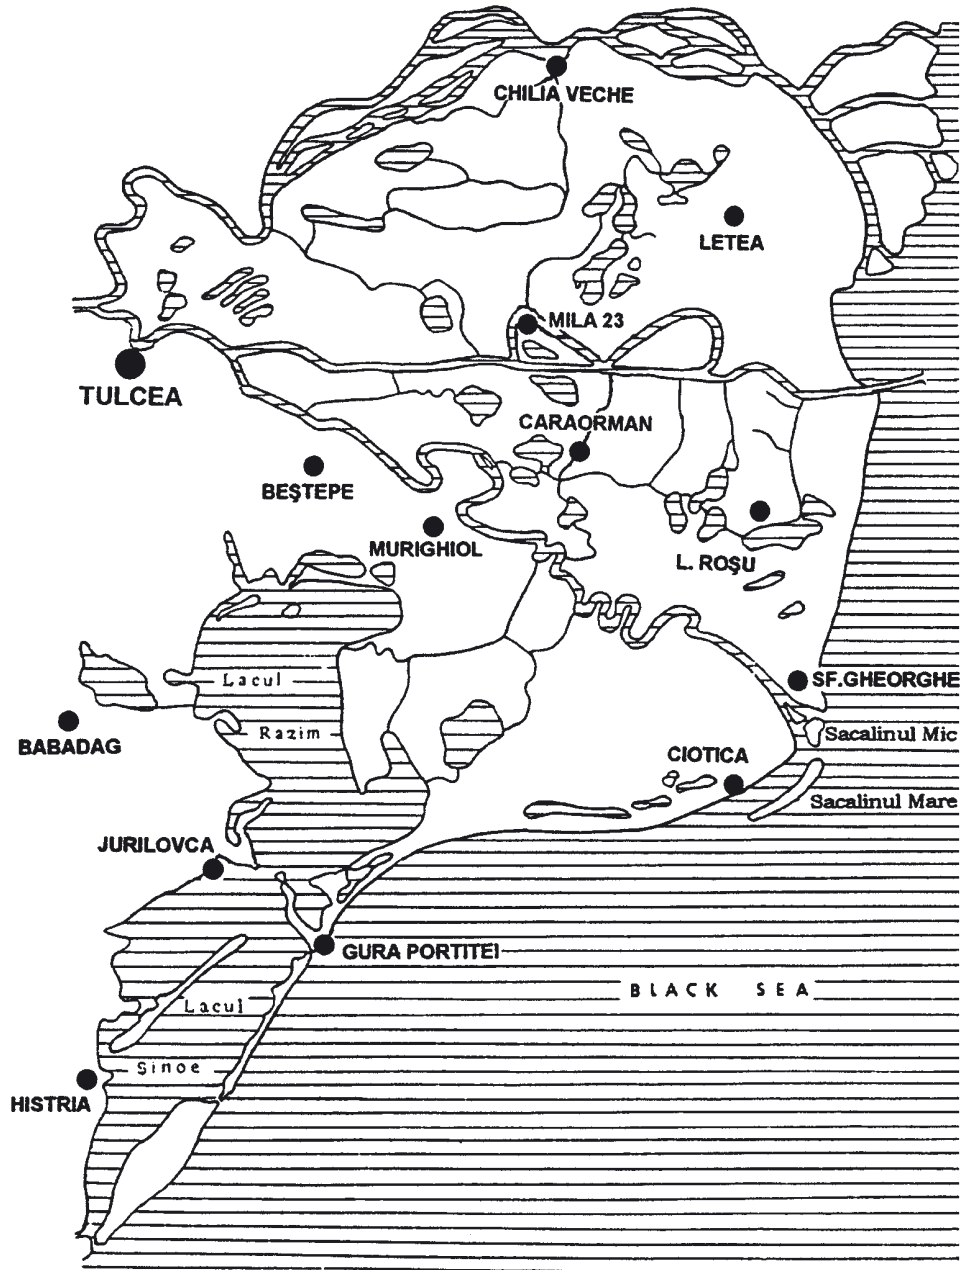 CHILIA VECHE
LETEA
MILA 23
TULCEA
CARAORMAN
BEŞTEPE
MURIGHIOL
L. ROŞU
Lacul
SF.GHEORGHE
BABADAG
Razim
Sacalinul Mic
CIOTICA
Sacalinul Mare
JURILOVCA
GURA PORTITEI
BLACK SEA
Lacul
Sinoe
HISTRIA